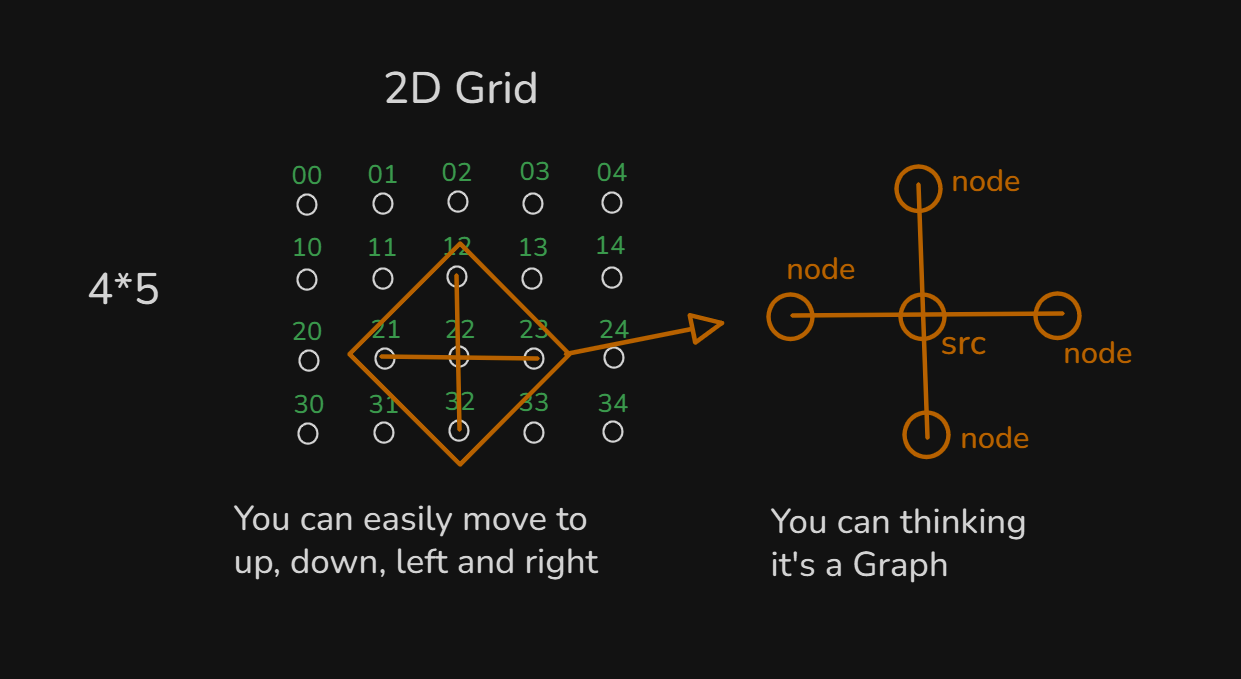 2D Grid
00 01 02 03 04
10 11 12 13 14
4*5
20 21 22 23 24
30 31 32 33 34
node
node
src
node
node
You can easily move to
up, down, left and right
You can thinking
it's a Graph